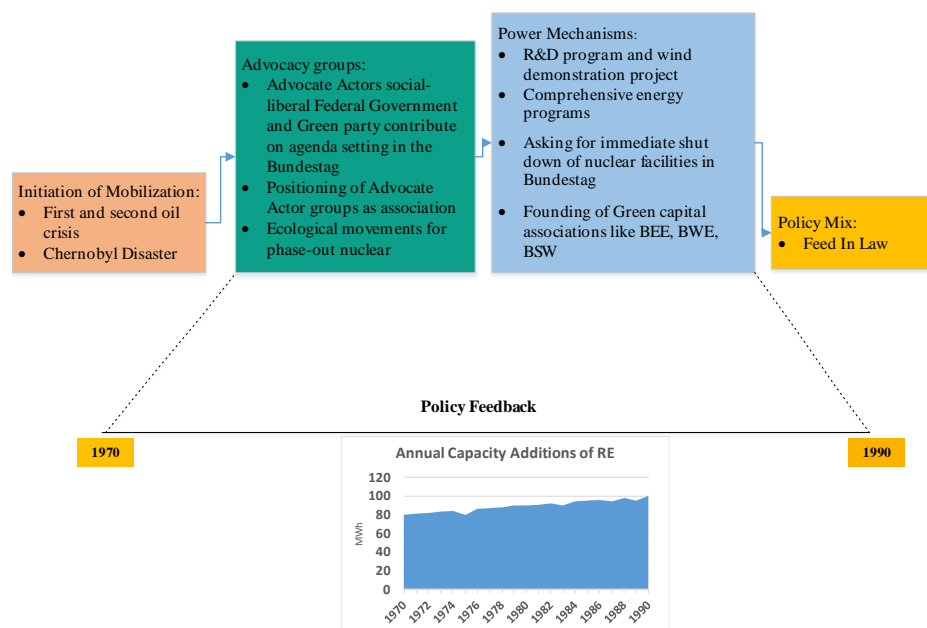 Initiation of Mobilization:
• First and second oil
crisis
• Chernobyl Disaster
Advocacy groups:
• Advocate Actors social-
liberal Federal Government
and Green party contribute
on agenda setting in the
Bundestag
• Positioning of Advocate
Actor groups as association
• Ecological movements for
phase-out nuclear
Power Mechanisms:
• R&D program and wind
demonstration project
• Comprehensive energy
programs
• Asking for immediate shut
down of nuclear facilities in
Bundestag
• Founding of Green capital
associations like BEE, BWE,
BSW
Policy Mix:
• Feed In Law
Policy Feedback
1970
1990
Annual Capacity Additions of RE
MWh
120
100
80
60
40
20
0
1970
1972
1974
1976
1978
1980
1982
1984
1986
1988
1990